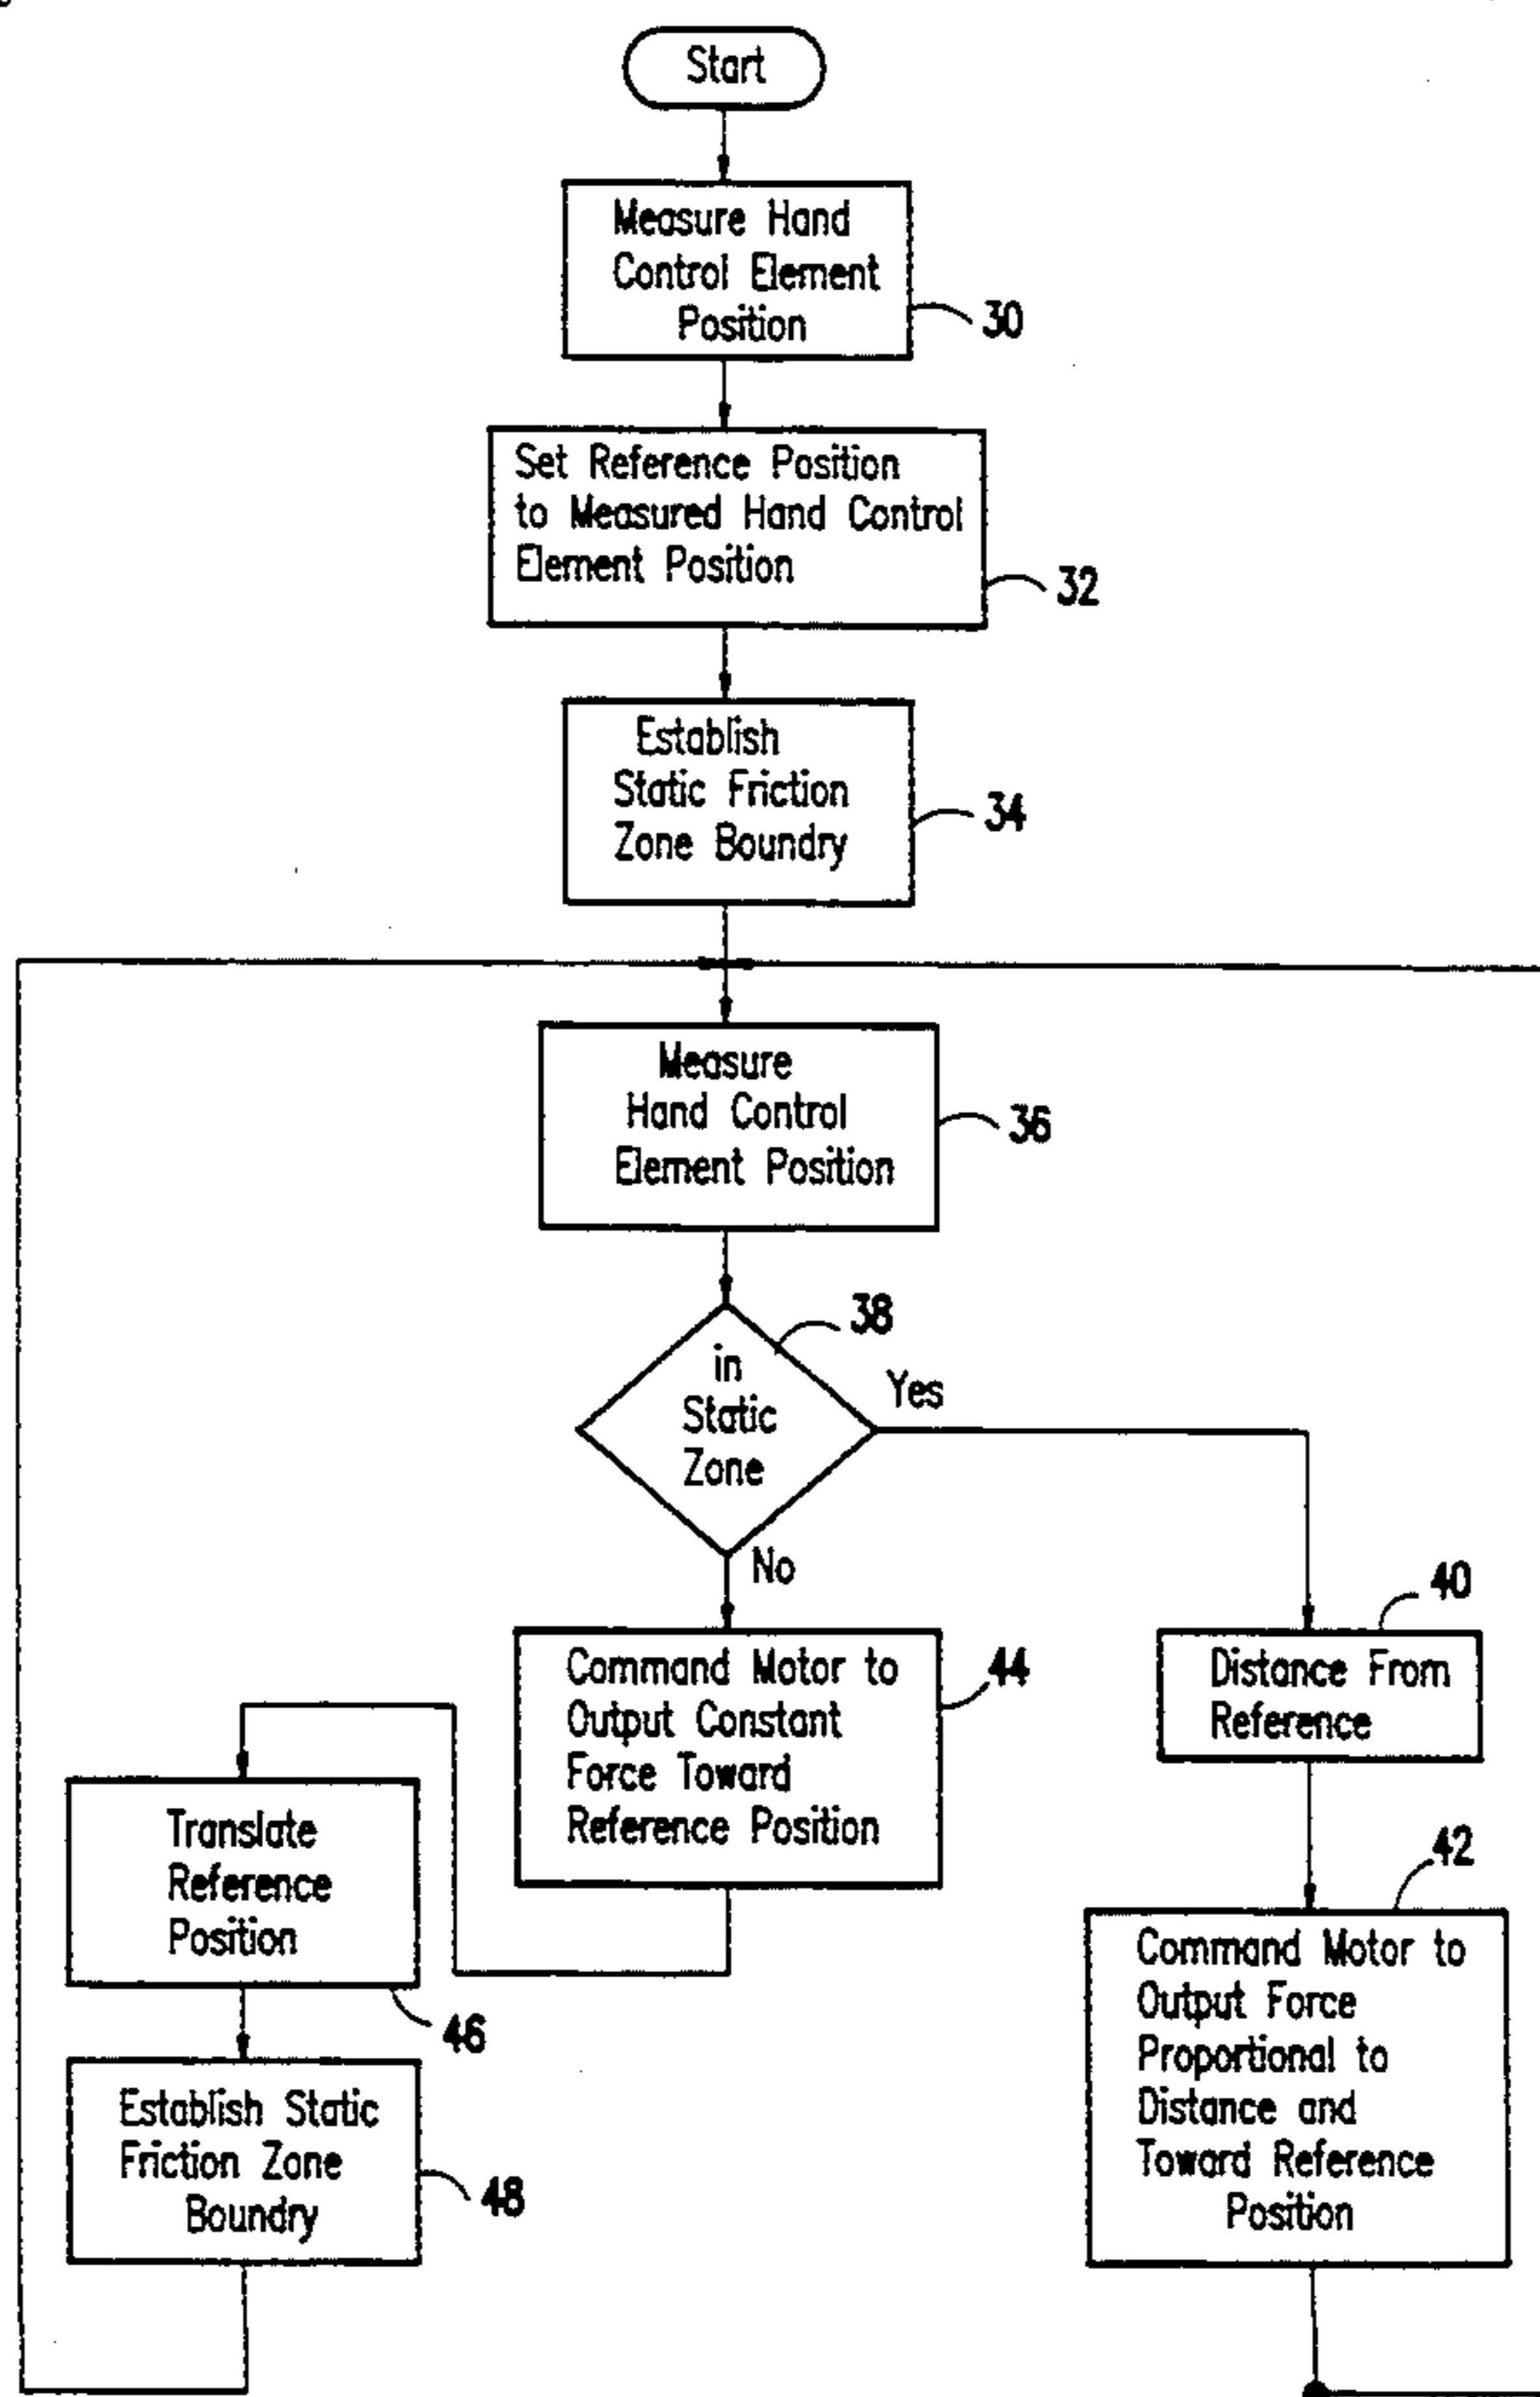 Start
Measure Hand
Control Element
Position
30
Set Reference Position
to Measured Hand Control
Element Position
32
Establish
Static Friction
Zone Boundry
34
Measure
Hand Control
Element Position
36
38
in
Static
Zone
Yes
No
40
Distance From
Reference
Command Motor to
Output Constant
Force Toward
Reference Position
44
Translate
Reference
Position
46
42
Command Motor to
Output Force
Proportional to
Distance and
Toward Reference
Position
Establish Static
Friction Zone
Boundry
48